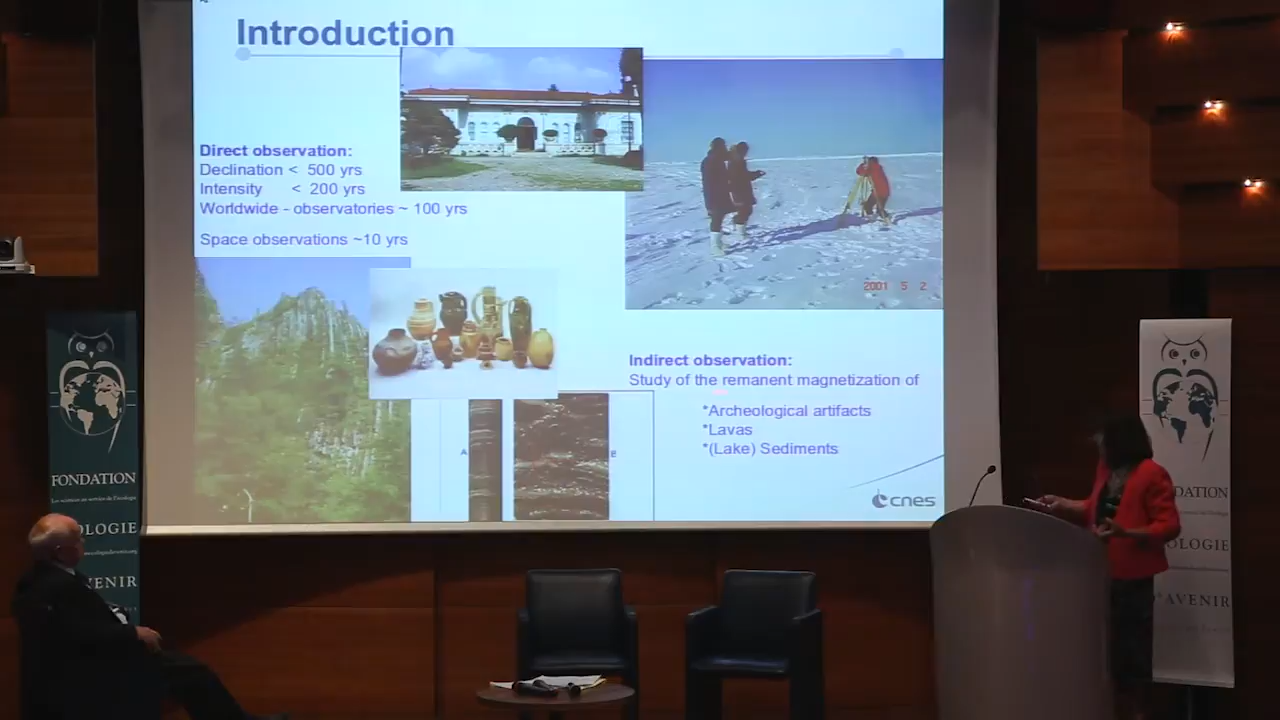 Introduction
Direct observation:
Declination < 500 yrs
Intensity < 200 yrs
Worldwide - observatories ~ 100 yrs
Space observations ~10 yrs
2001 5 2
Indirect observation:
Study of the remanent magnetization of
*Archeological artifacts
*Lavas
*(Lake) Sediments
A
B
cnes
FONDATION
OLOGIE
VENIR
DATION
OLOGIE
D'AVENIR